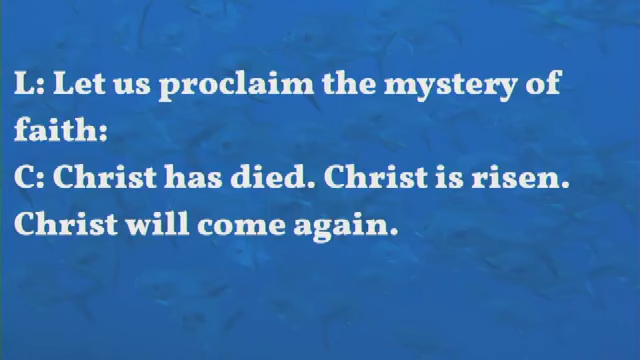 L: Let us proclaim the mystery of
faith:
C: Christ has died. Christ is risen.
Christ will come again.